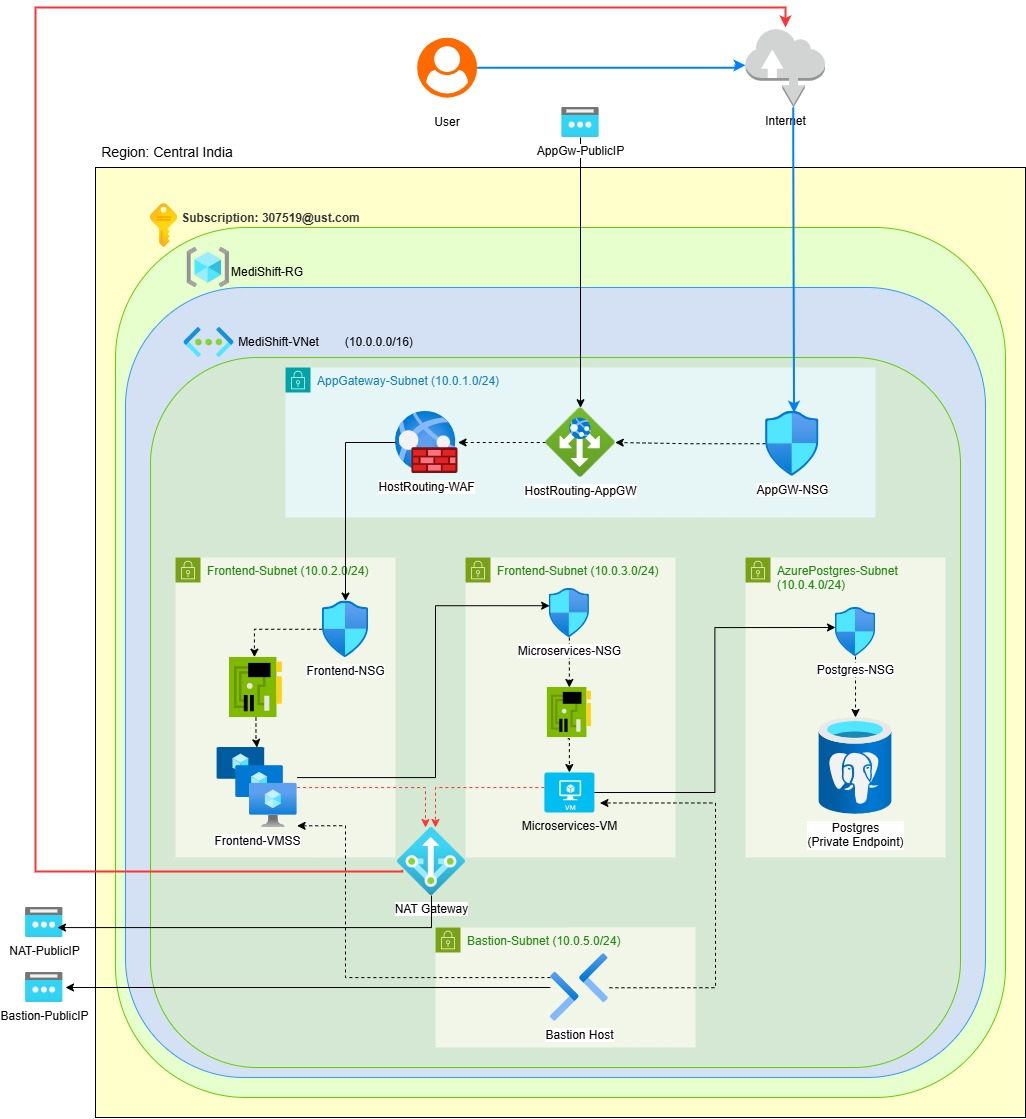 User
Internet
AppGw-PublicIP
Region: Central India
Subscription: 307519@ust.com
MediShift-RG
MediShift-VNet (10.0.0.0/16)
AppGateway-Subnet (10.0.1.0/24)
HostRouting-WAF
HostRouting-AppGW
AppGW-NSG
Frontend-Subnet (10.0.2.0/24)
Frontend-Subnet (10.0.3.0/24)
AzurePostgres-Subnet
(10.0.4.0/24)
Frontend-NSG
Microservices-NSG
Postgres-NSG
VM
Frontend-VMSS
Microservices-VM
Postgres
(Private Endpoint)
NAT Gateway
NAT-PublicIP
Bastion-Subnet (10.0.5.0/24)
Bastion-PublicIP
Bastion Host